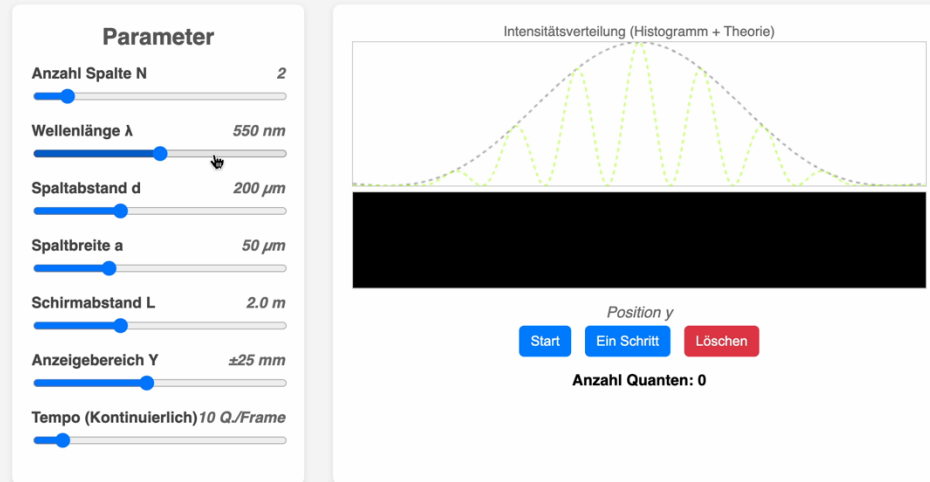 Parameter
Anzahl Spalte N 2
Wellenlänge λ 550 nm
Spaltabstand d 200 μm
Spaltbreite a 50 μm
Schirmabstand L 2.0 m
Anzeigebereich Y ±25 mm
Tempo (Kontinuierlich) 10 Q./Frame
Intensitätsverteilung (Histogramm + Theorie)
Position y
Start Ein Schritt Löschen
Anzahl Quanten: 0